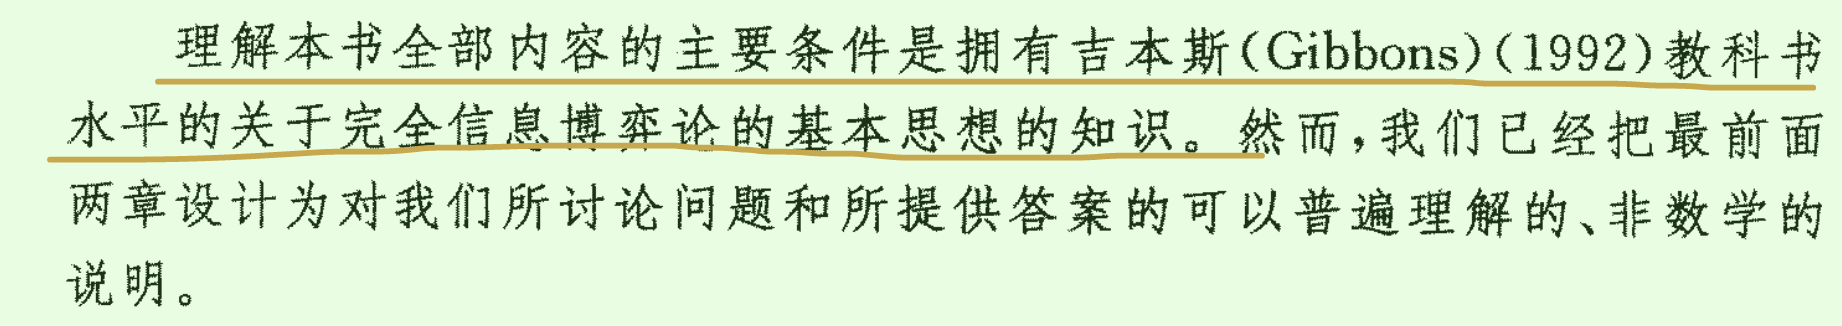 理解本书全部内容的主要条件是拥有吉本斯(Gibbons)(1992)教科书
水平的关于完全信息博弈论的基本思想的知识。然而,我们已经把最前面
两章设计为对我们所讨论问题和所提供答案的可以普遍理解的、非数学的
说明。